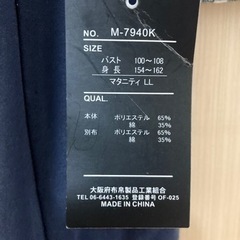 NO. M-7940K
SIZE
バスト 100～108
身長 154～162
マタニティ LL
QUAL.
本体 ポリエステル 65%
綿 35%
別布 ポリエステル 65%
綿 35%
大阪府布帛製品工業組合
TEL 06-6443-1635 登録番号 OF-025
MADE IN CHINA